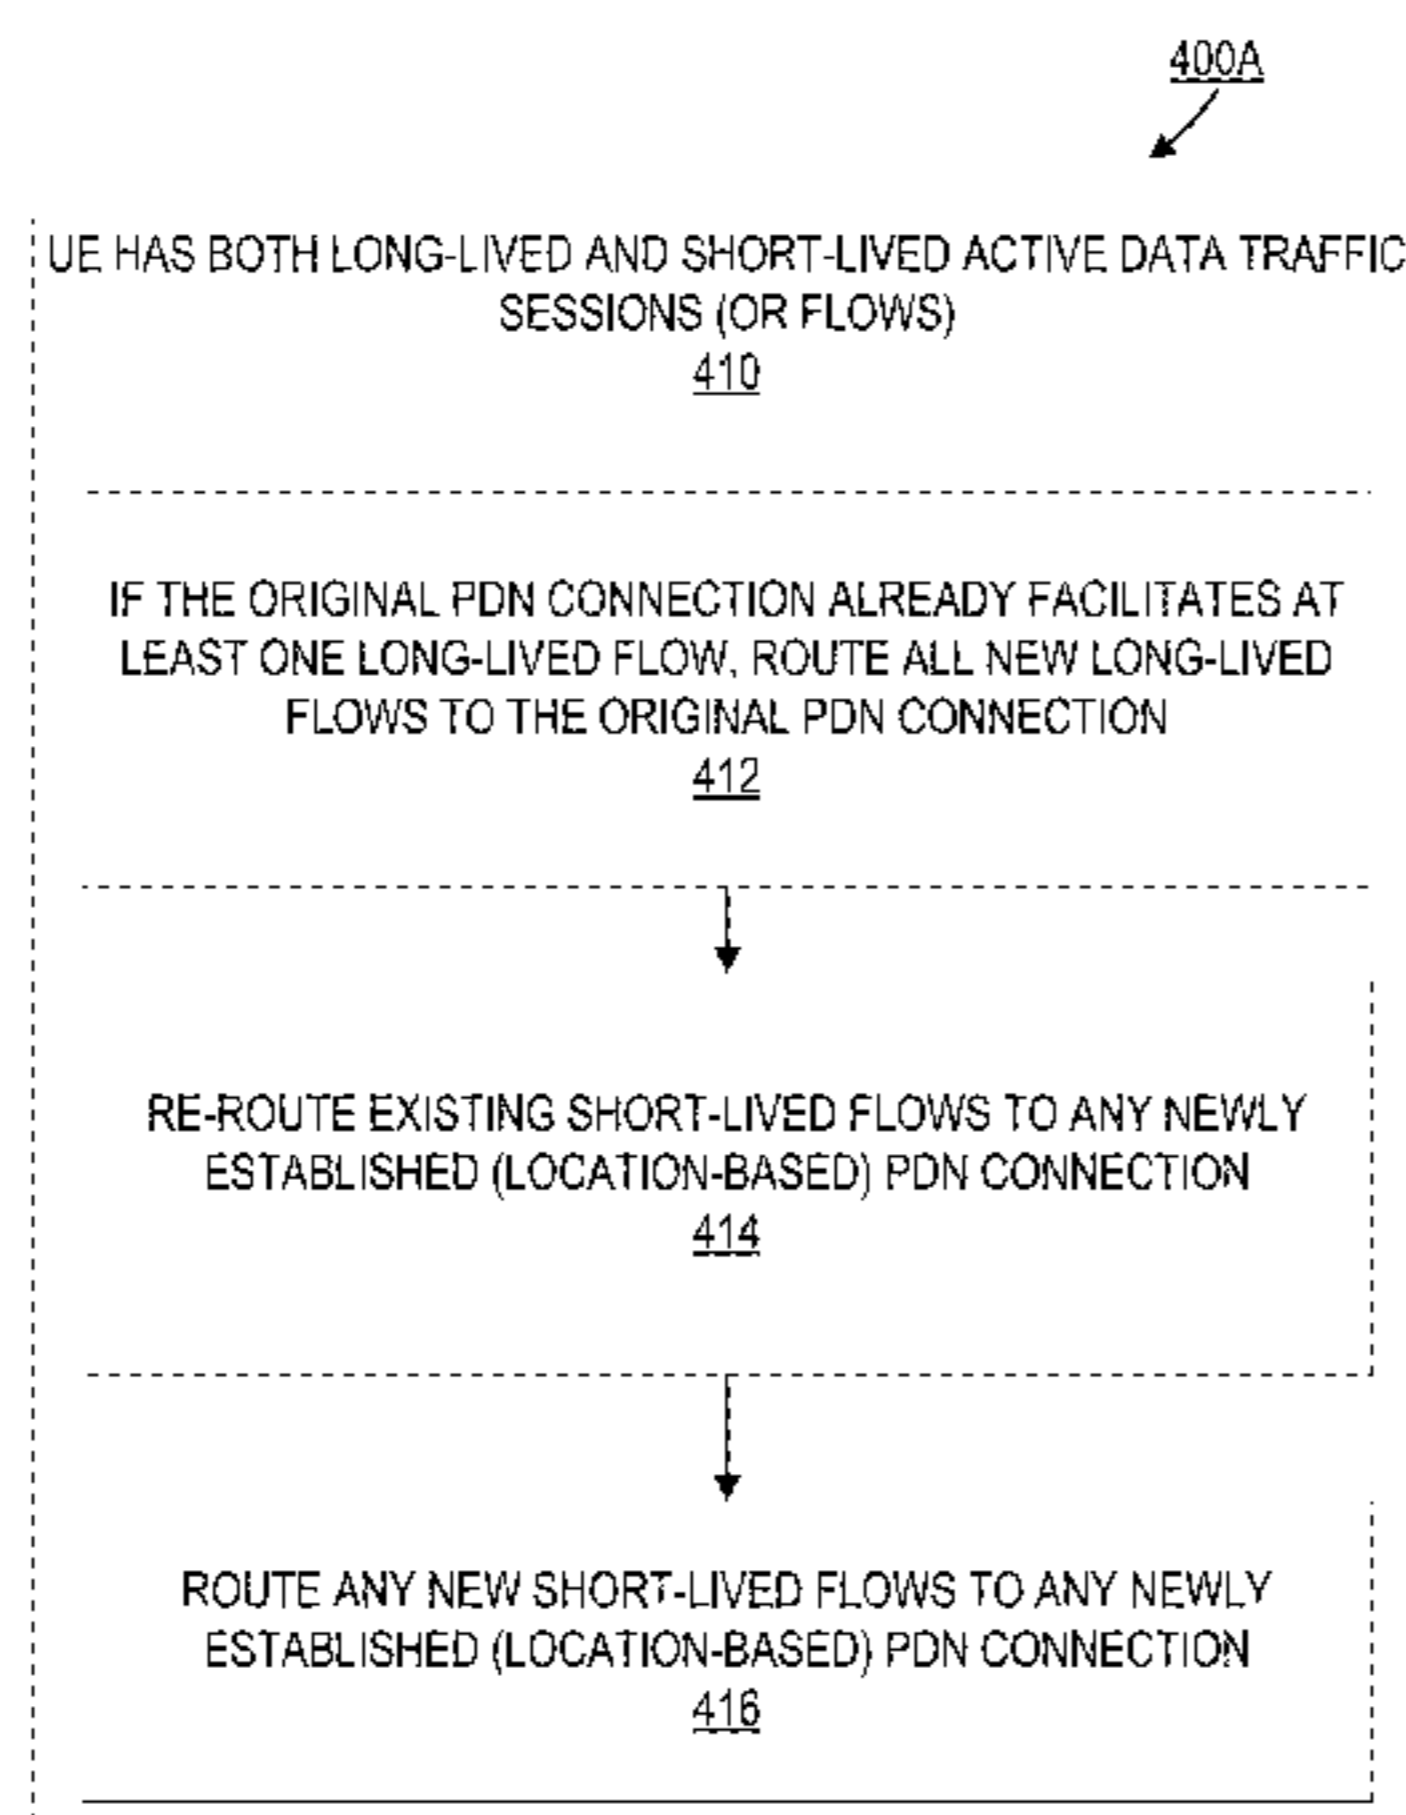 400A
UE HAS BOTH LONG-LIVED AND SHORT-LIVED ACTIVE DATA TRAFFIC
SESSIONS (OR FLOWS)
410
IF THE ORIGINAL PDN CONNECTION ALREADY FACILITATES AT
LEAST ONE LONG-LIVED FLOW, ROUTE ALL NEW LONG-LIVED
FLOWS TO THE ORIGINAL PDN CONNECTION
412
RE-ROUTE EXISTING SHORT-LIVED FLOWS TO ANY NEWLY
ESTABLISHED (LOCATION-BASED) PDN CONNECTION
414
ROUTE ANY NEW SHORT-LIVED FLOWS TO ANY NEWLY
ESTABLISHED (LOCATION-BASED) PDN CONNECTION
416